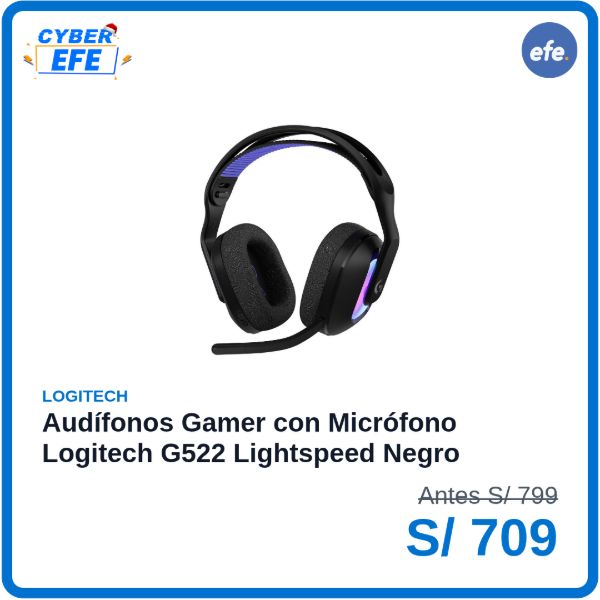 CYBER
EFE
efe.
LOGITECH
Audífonos Gamer con Micrófono
Logitech G522 Lightspeed Negro
Antes S/ 799
S/ 709